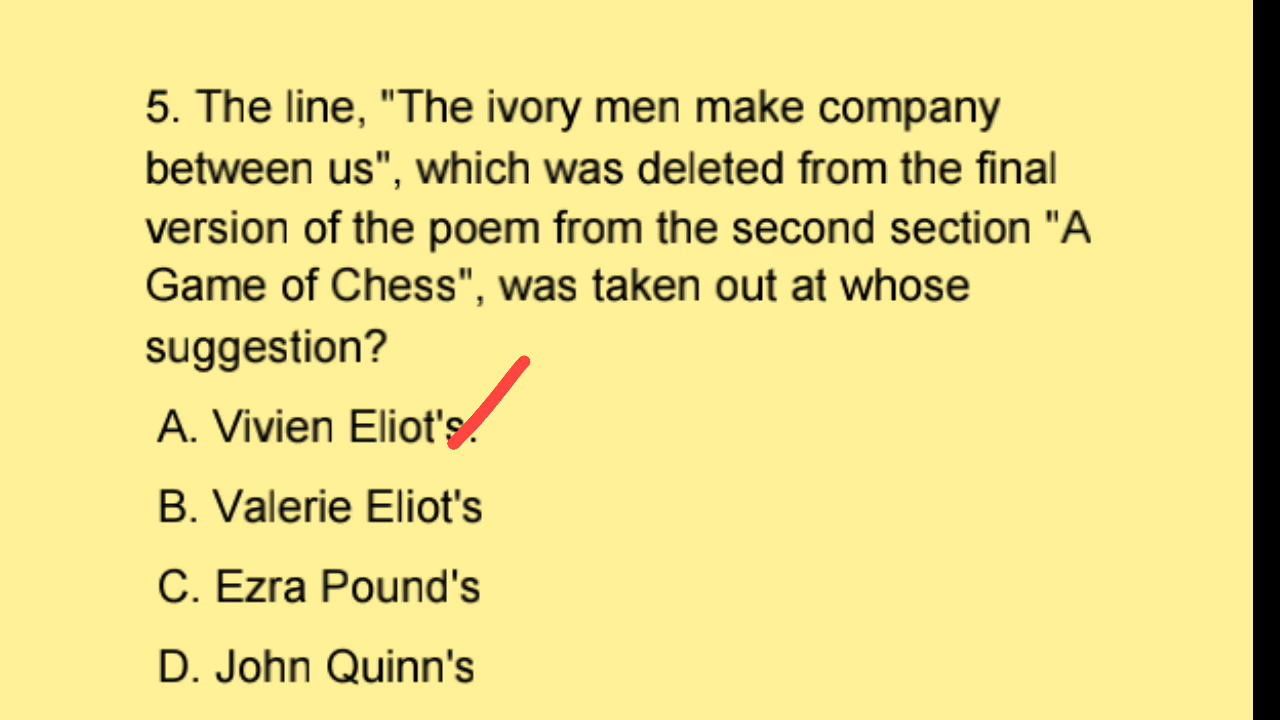 5. The line, "The ivory men make company
between us", which was deleted from the final
version of the poem from the second section "A
Game of Chess", was taken out at whose
suggestion?
A. Vivien Eliot's.
B. Valerie Eliot's
C. Ezra Pound's
D. John Quinn's